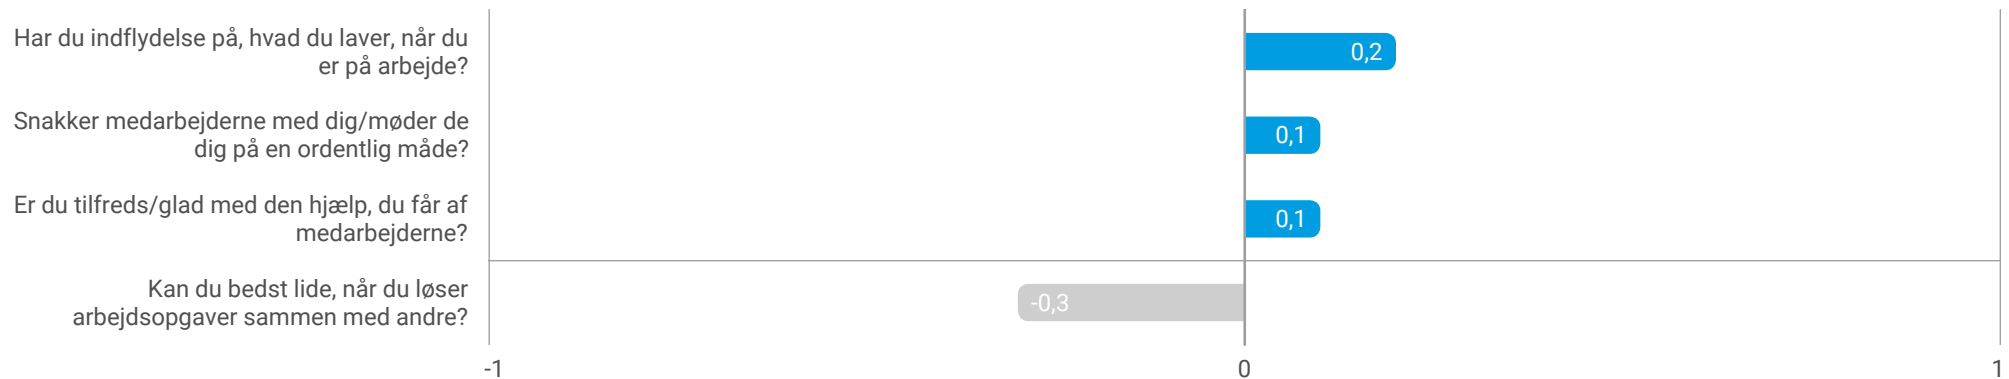 Har du indflydelse på, hvad du laver, når du
er på arbejde?
0,2
Snakker medarbejderne med dig/møder de
dig på en ordentlig måde?
0,1
Er du tilfreds/glad med den hjælp, du får af
medarbejderne?
0,1
Kan du bedst lide, når du løser
arbejdsopgaver sammen med andre?
-0,3
-1
0
1